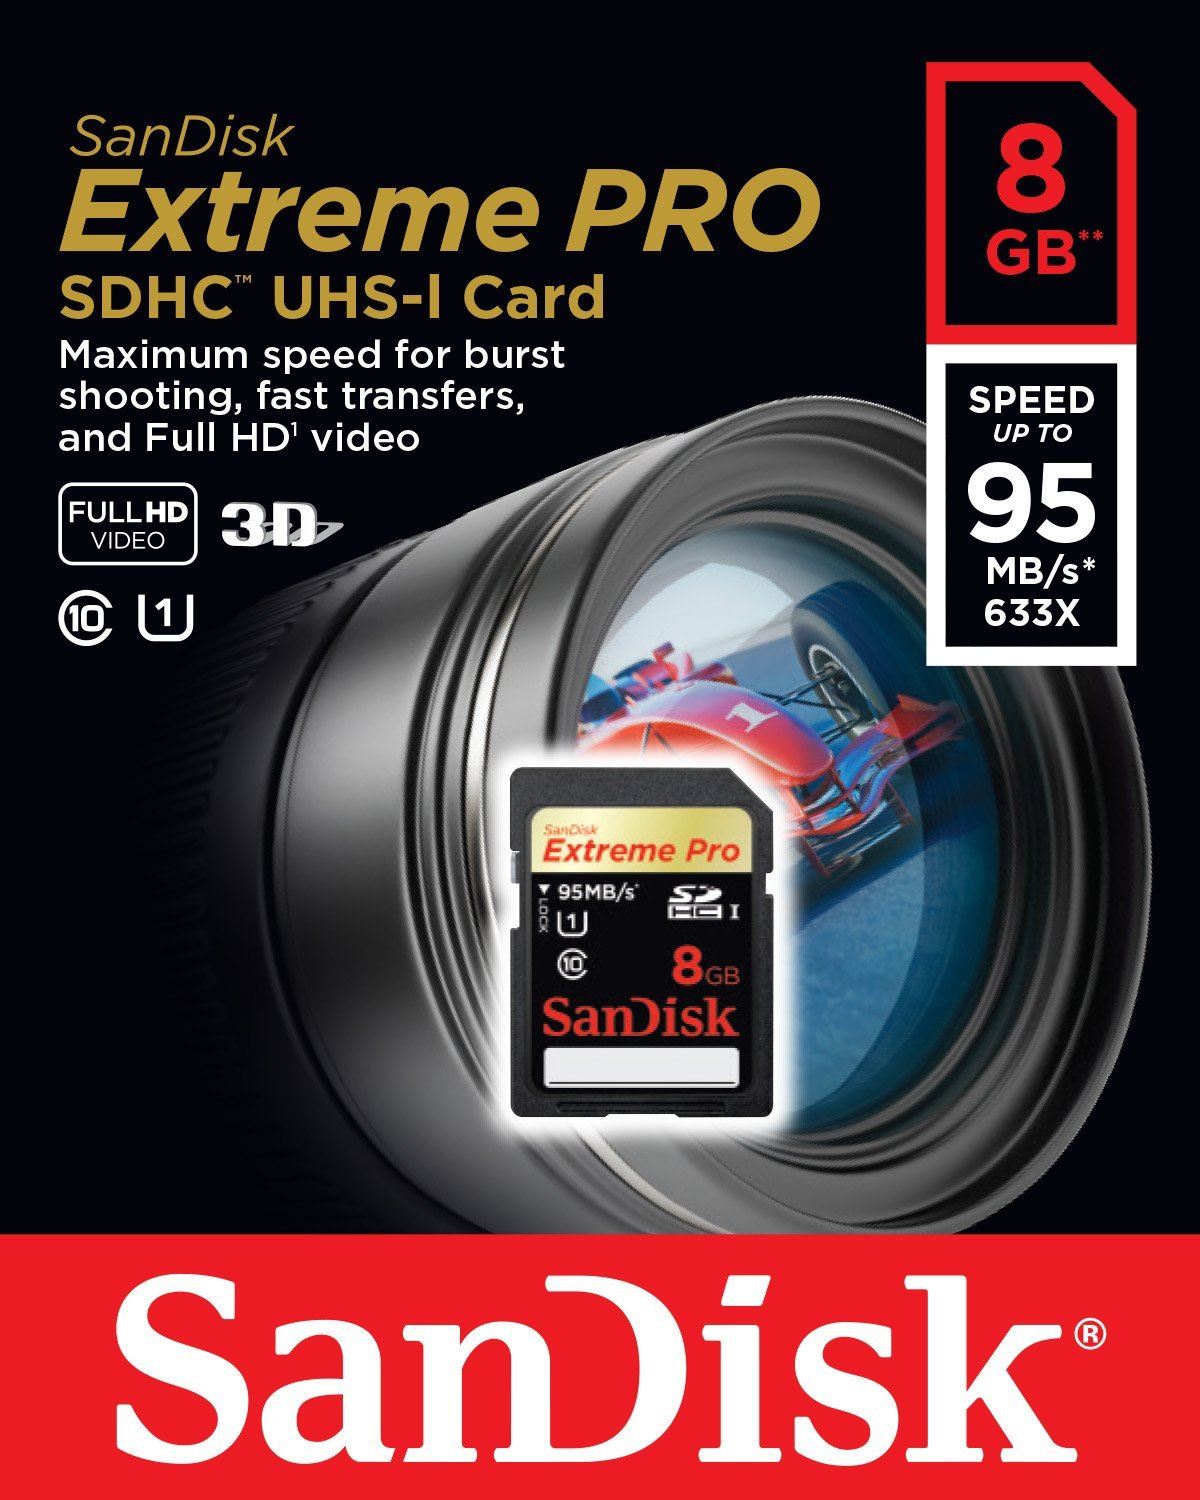 SanDisk
Extreme PRO
SDHC™ UHS-I Card
Maximum speed for burst
shooting, fast transfers,
and Full HD¹ video
FULL HD
VIDEO
3D
10
1
8
GB**
SPEED
UP TO
95
MB/s*
633X
1
SanDisk
Extreme Pro
LOCK
95MB/s*
SDHC I
1
10
8GB
SanDisk
SanDisk®